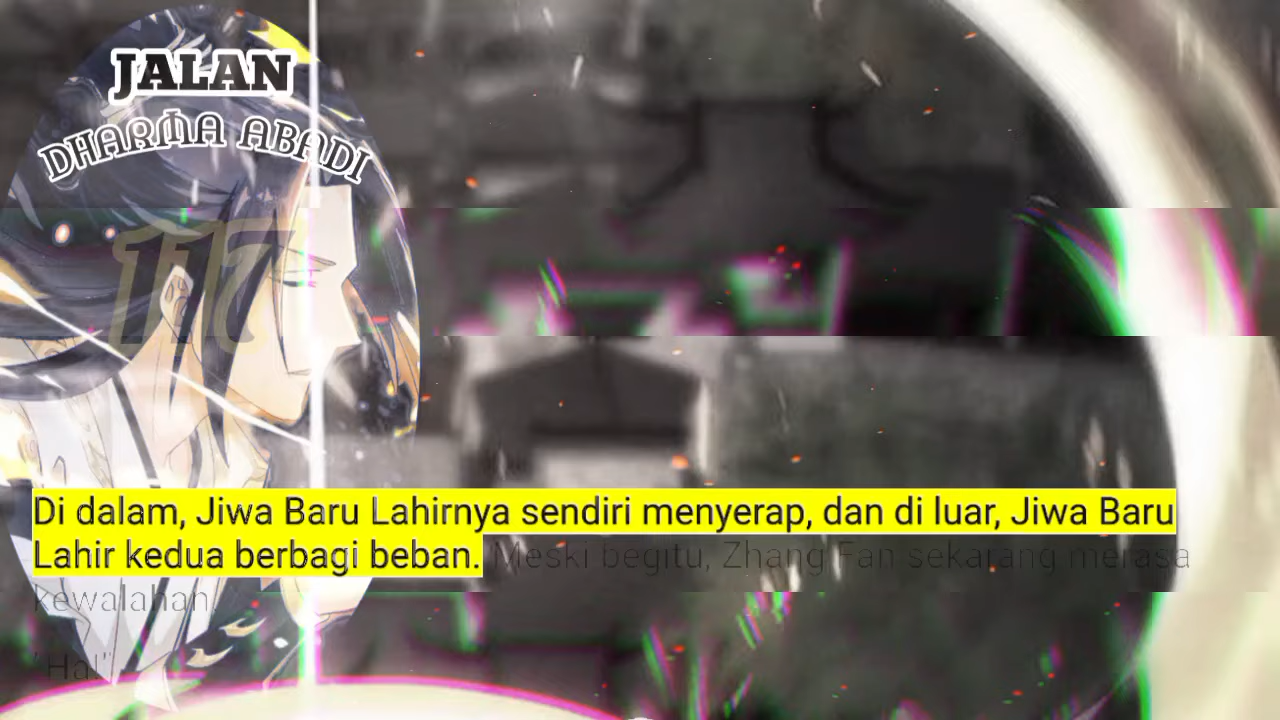 JALAN
DHARMA ABADI
117
Di dalam, Jiwa Baru Lahirnya sendiri menyerap, dan di luar, Jiwa Baru
Lahir kedua berbagi beban. Meski begitu, Zhang Fan sekarang merasa
kewalahan.
"Ha!"